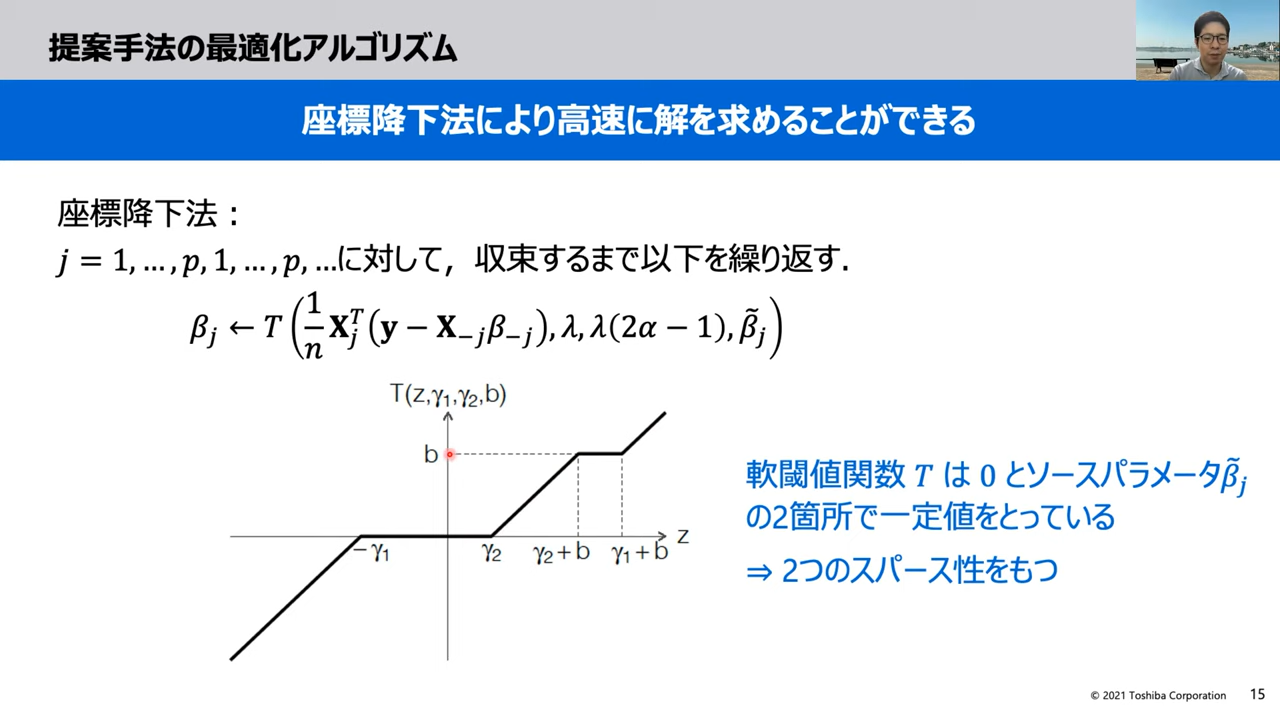 提案手法の最適化アルゴリズム
座標降下法により高速に解を求めることができる
座標降下法：
j = 1, … , p, 1, … , p, …に対して，収束するまで以下を繰り返す．
β_j ← T(1/n X_j^T(y − X_{−j}β_{−j}), λ, λ(2α − 1), β̃_j)
T(z,γ₁,γ₂,b)
b
z
−γ₁
γ₂
γ₂+b
γ₁+b
軟閾値関数 T は 0 とソースパラメータβ̃_j
の2箇所で一定値をとっている
⇒ 2つのスパース性をもつ
© 2021 Toshiba Corporation
15